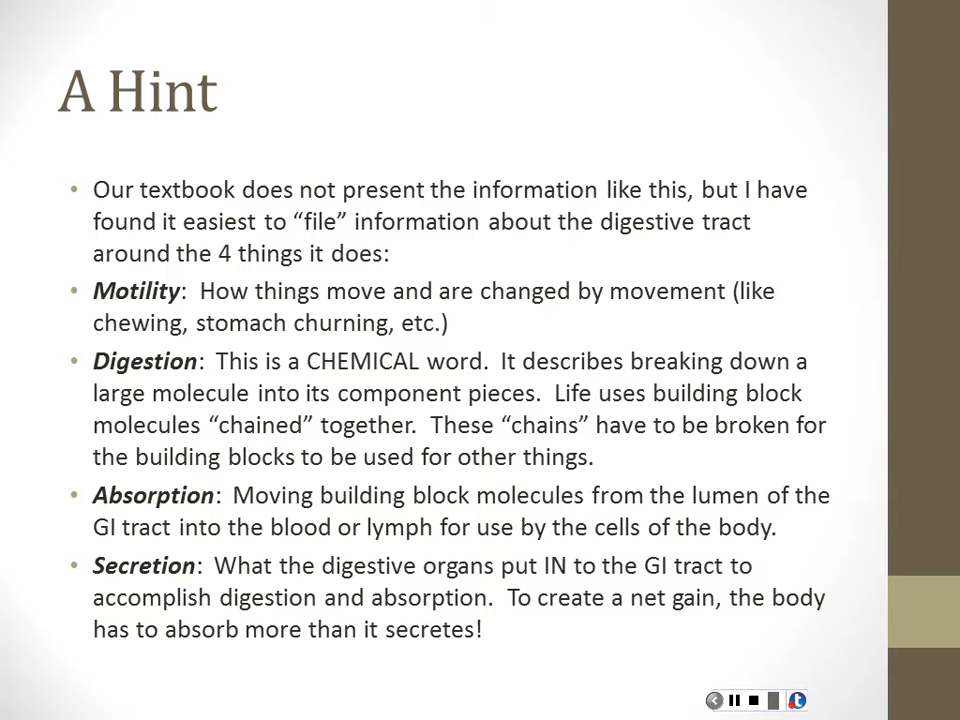 A Hint
• Our textbook does not present the information like this, but I have
found it easiest to “file” information about the digestive tract
around the 4 things it does:
• Motility:  How things move and are changed by movement (like
chewing, stomach churning, etc.)
• Digestion:  This is a CHEMICAL word.  It describes breaking down a
large molecule into its component pieces.  Life uses building block
molecules “chained” together.  These “chains” have to be broken for
the building blocks to be used for other things.
• Absorption:  Moving building block molecules from the lumen of the
GI tract into the blood or lymph for use by the cells of the body.
• Secretion:  What the digestive organs put IN to the GI tract to
accomplish digestion and absorption.  To create a net gain, the body
has to absorb more than it secretes!
t